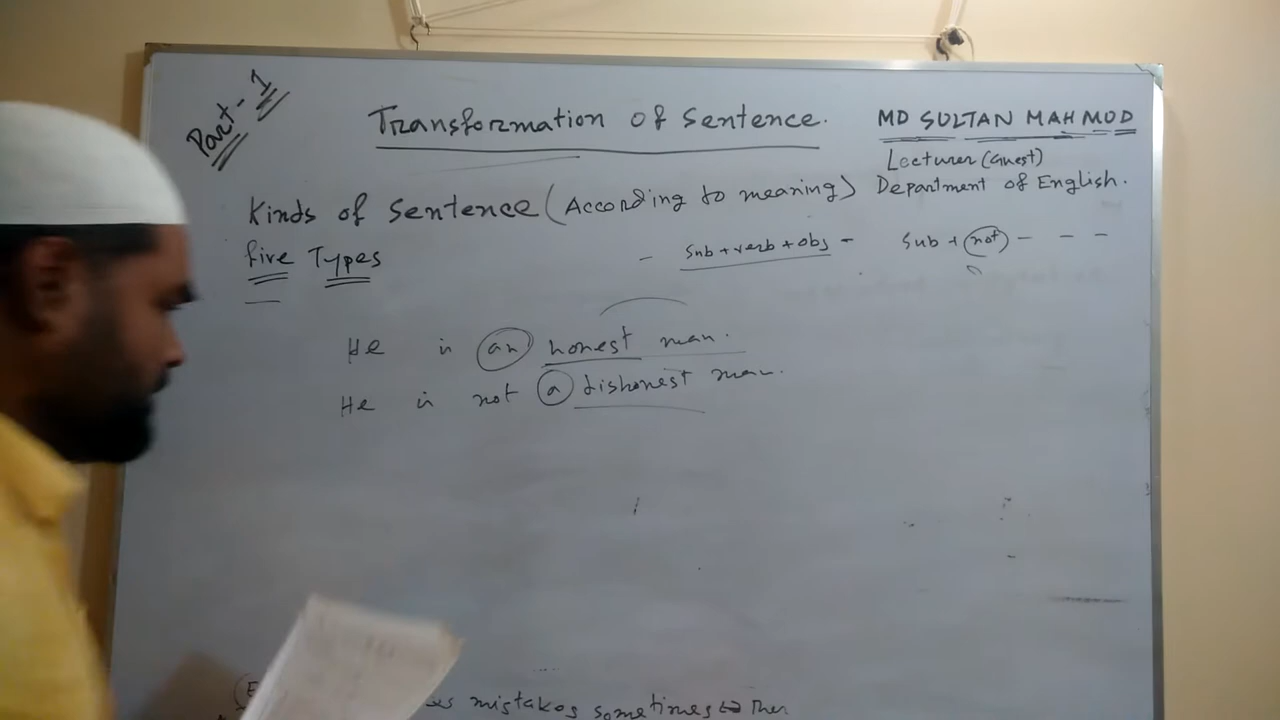 Part-1
Transformation of Sentence.
MD SULTAN MAHMOD
Lecturer (Guest)
Department of English.
Kinds of Sentence (According to meaning)
five Types
- Sub + verb + obj -
Sub + not - - - -
He is an honest man.
He is not a dishonest man.
mistakes sometimes